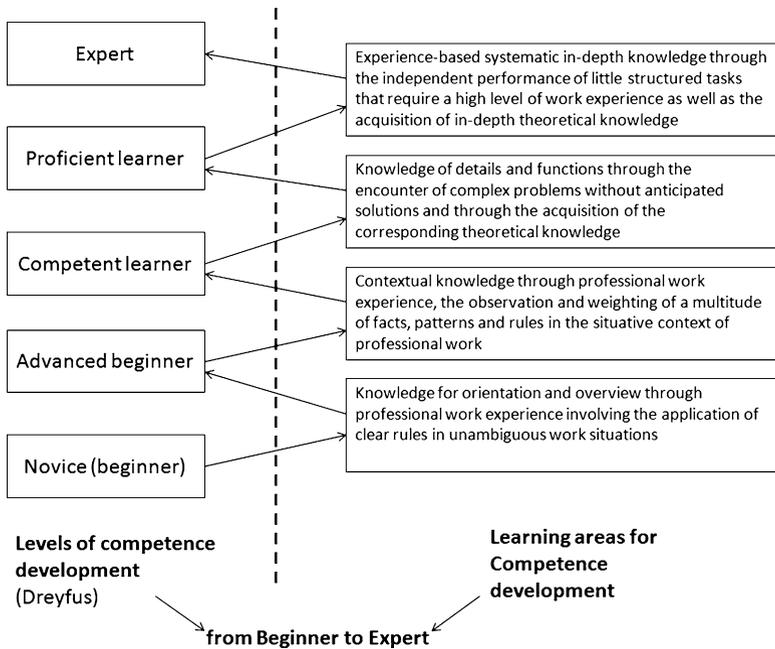 Expert
Experience-based systematic in-depth knowledge through
the independent performance of little structured tasks
that require a high level of work experience as well as the
acquisition of in-depth theoretical knowledge
Proficient learner
Knowledge of details and functions through the
encounter of complex problems without anticipated
solutions and through the acquisition of the
corresponding theoretical knowledge
Competent learner
Contextual knowledge through professional work
experience, the observation and weighting of a multitude
of facts, patterns and rules in the situative context of
professional work
Advanced beginner
Knowledge for orientation and overview through
professional work experience involving the application of
clear rules in unambiguous work situations
Novice (beginner)
Levels of competence
development
(Dreyfus)
Learning areas for
Competence
development
from Beginner to Expert